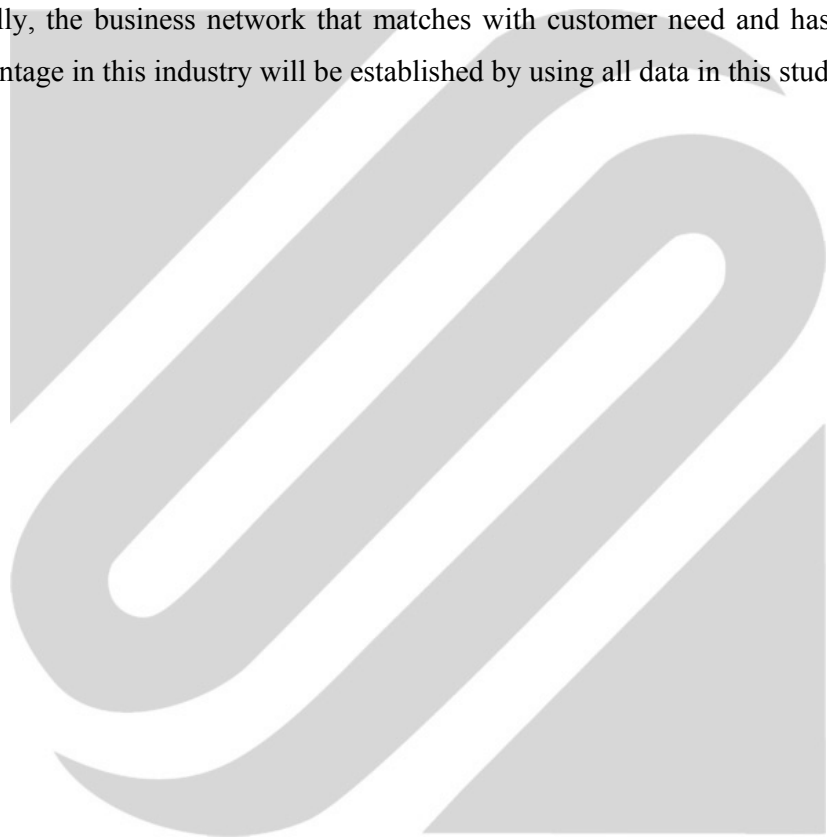 lly, the business network that matches with customer need and has
ntage in this industry will be established by using all data in this stud